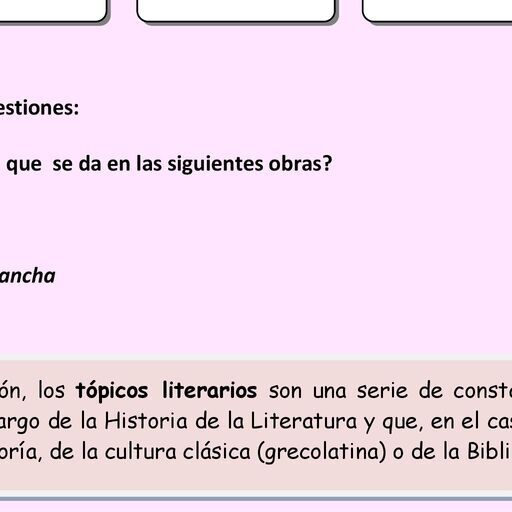 estiones:
que se da en las siguientes obras?
ancha
ón, los tópicos literarios son una serie de consta
argo de la Historia de la Literatura y que, en el cas
oría, de la cultura clásica (grecolatina) o de la Bibli